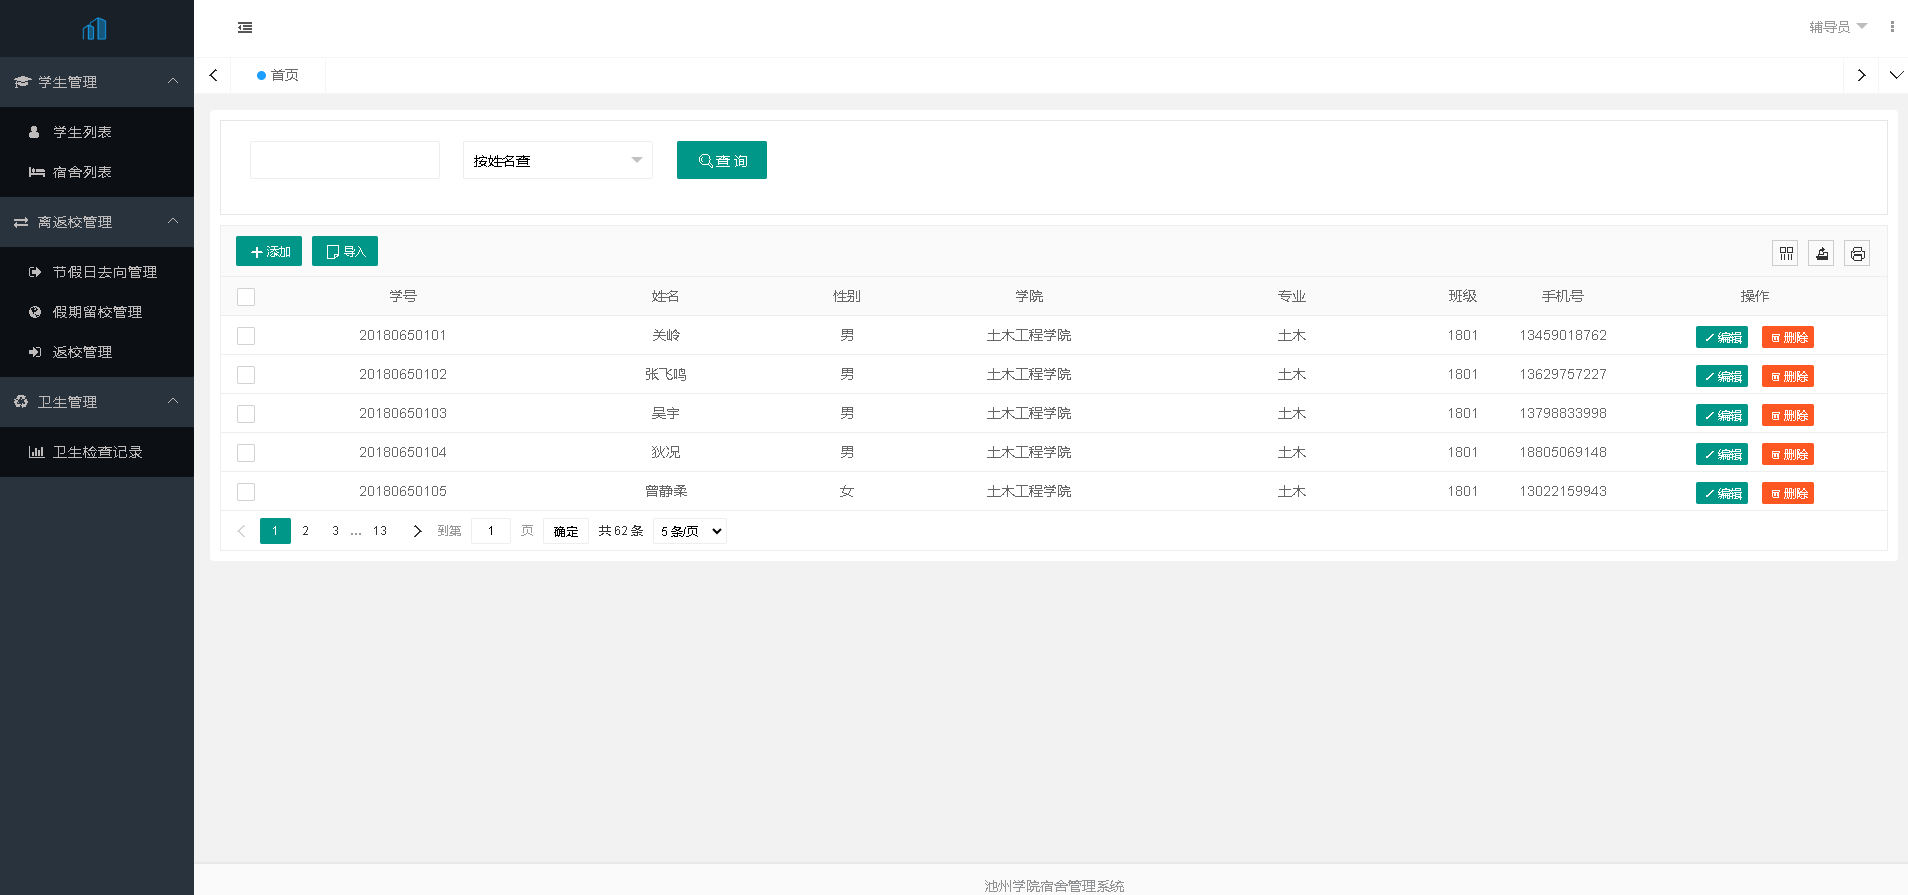 辅导员
学生管理
学生列表
宿舍列表
离返校管理
节假日去向管理
假期留校管理
返校管理
卫生管理
卫生检查记录
首页
按姓名查 查 询
添加 导入
学号 姓名 性别 学院 专业 班级 手机号 操作
20180650101 关岭 男 土木工程学院 土木 1801 13459018762 编辑 删除
20180650102 张飞鸣 男 土木工程学院 土木 1801 13629757227 编辑 删除
20180650103 吴宇 男 土木工程学院 土木 1801 13798833998 编辑 删除
20180650104 狄况 男 土木工程学院 土木 1801 18805069148 编辑 删除
20180650105 曾静柔 女 土木工程学院 土木 1801 13022159943 编辑 删除
1 2 3 … 13 到第 1 页 确定 共 62 条 5 条/页
池州学院宿舍管理系统